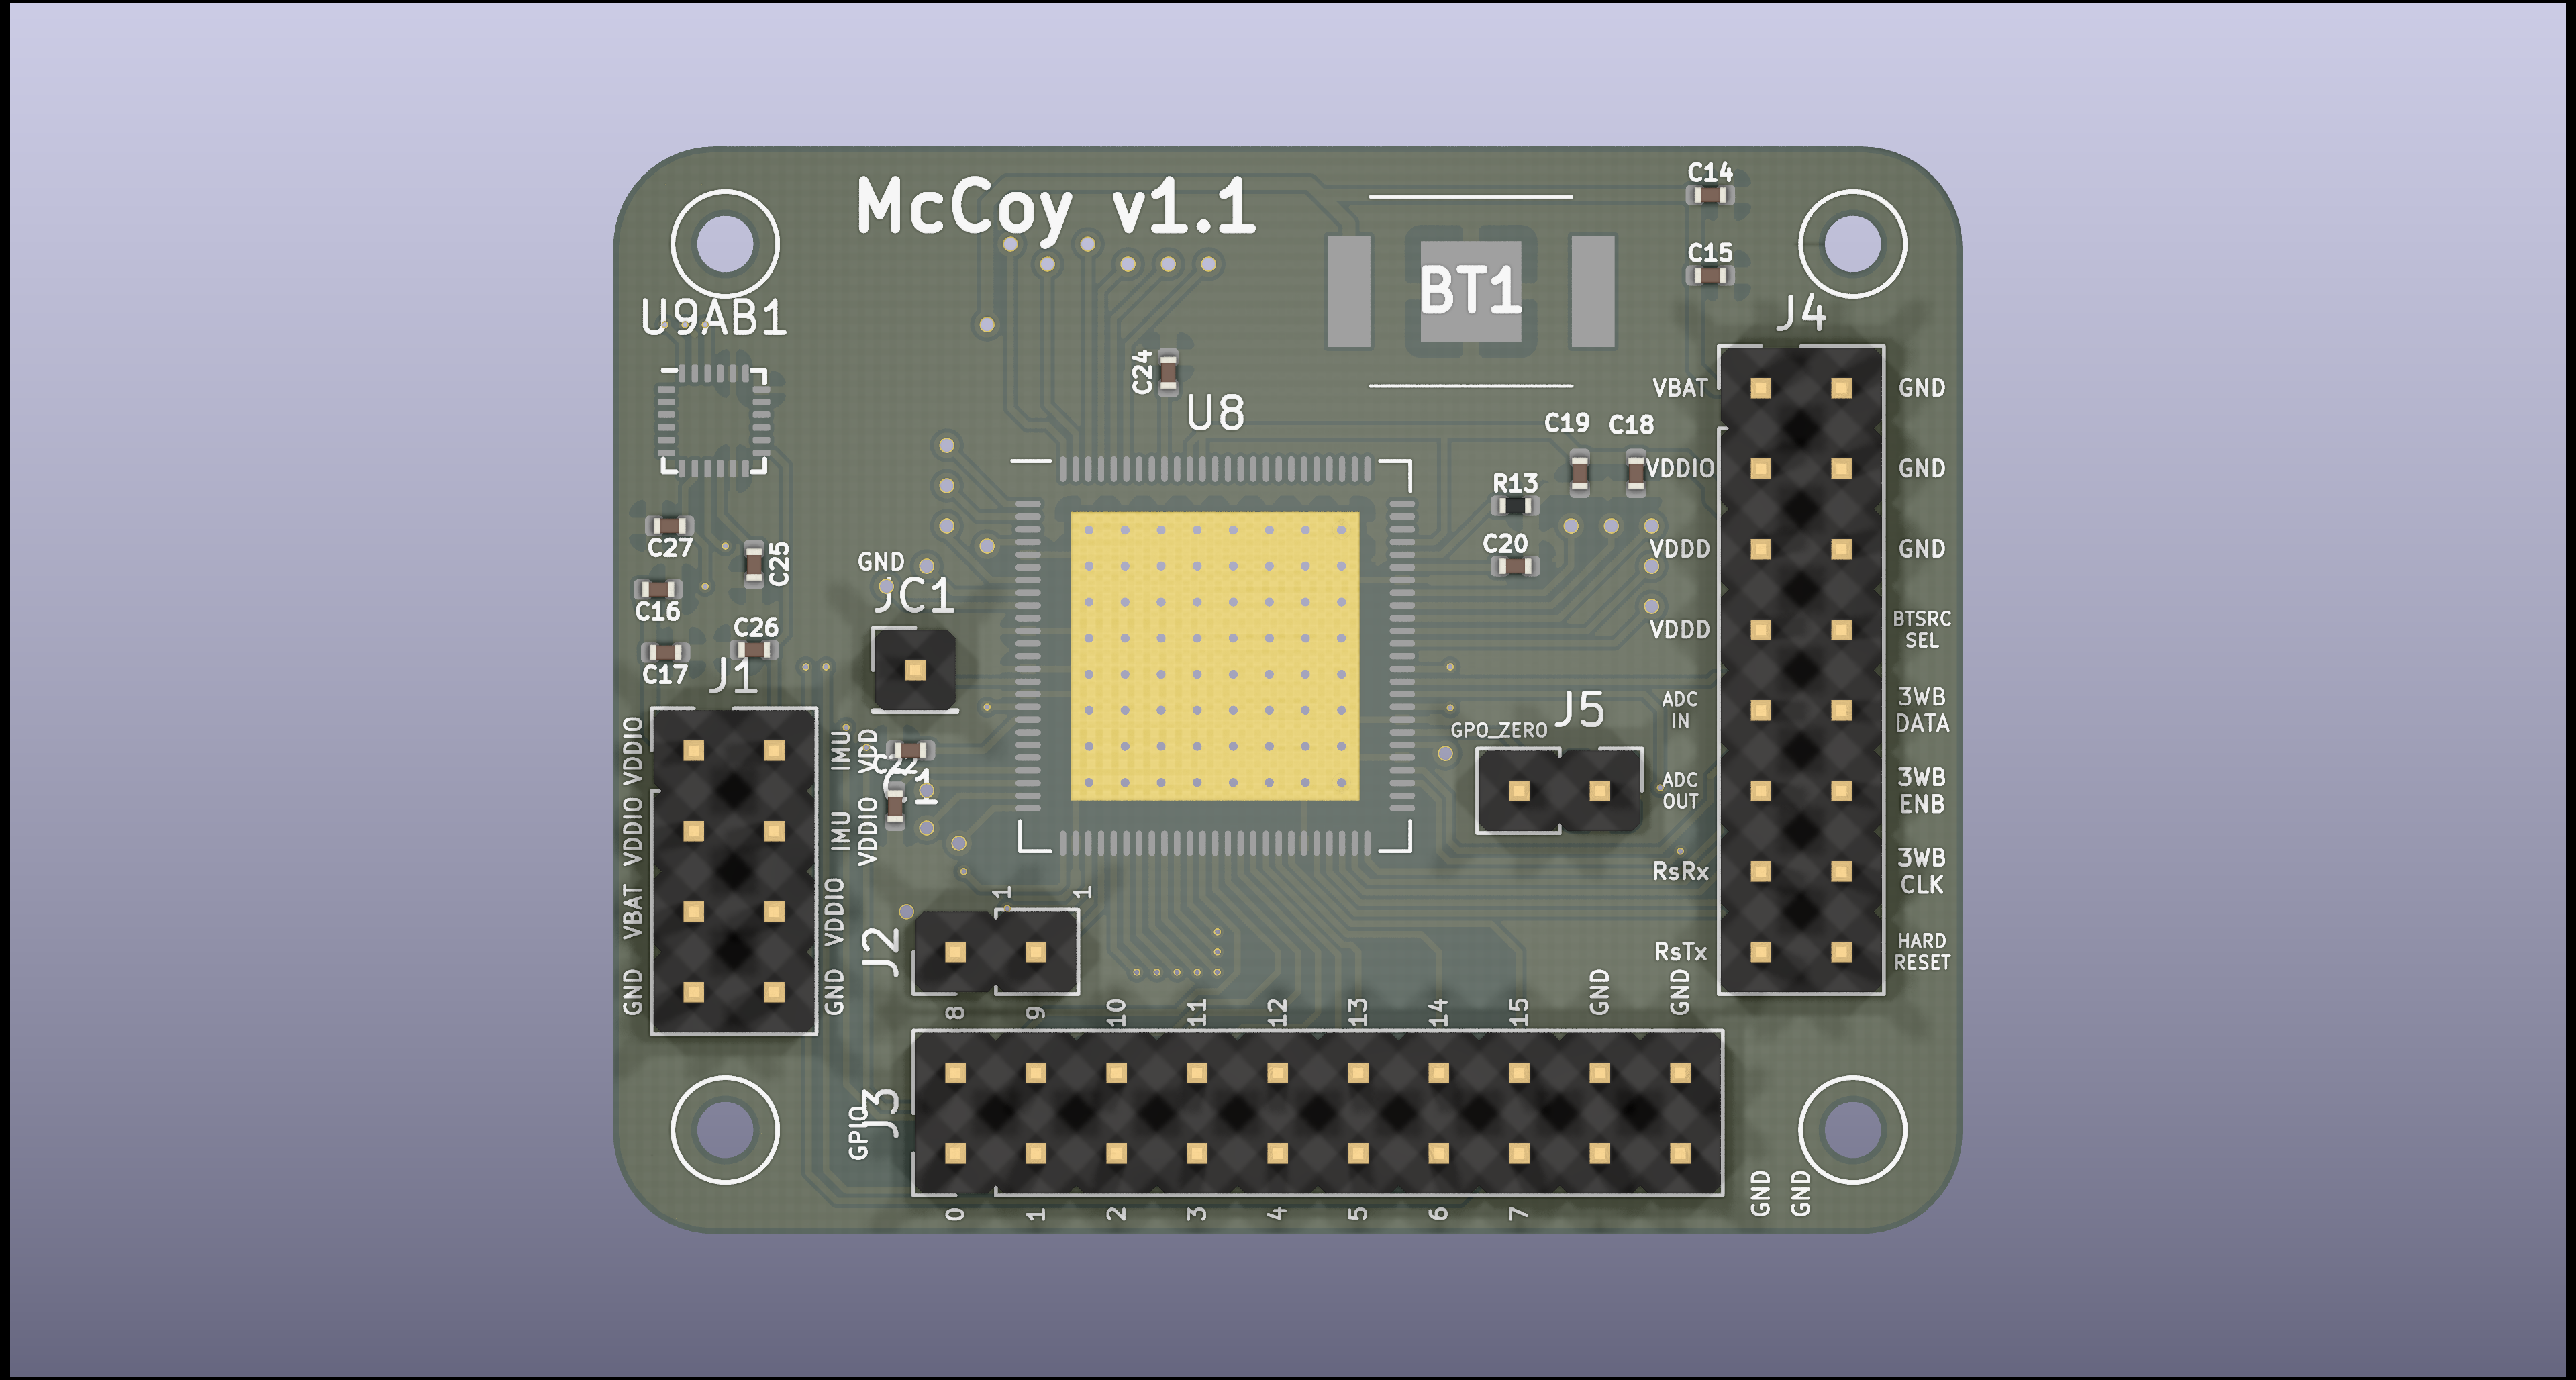 McCoy v1.1
C14
C15
BT1
U9AB1
J4
C24
U8
VBAT
GND
C19
C18
VDDIO
GND
R13
C20
VDDD
GND
C27
C25
GND
JC1
C16
C26
C17
J1
VDDD
BTSRC
SEL
ADC
IN
3WB
DATA
J5
GPO_ZERO
VDDIO
IMU
VDD
C22
ADC
OUT
3WB
ENB
VDDIO
IMU
VDDIO
RsRx
3WB
CLK
VBAT
VDDIO
1
1
J2
RsTx
HARD
RESET
GND
GND
8
9
10
11
12
13
14
15
GND
GND
J3
GPIO
0
1
2
3
4
5
6
7
GND
GND